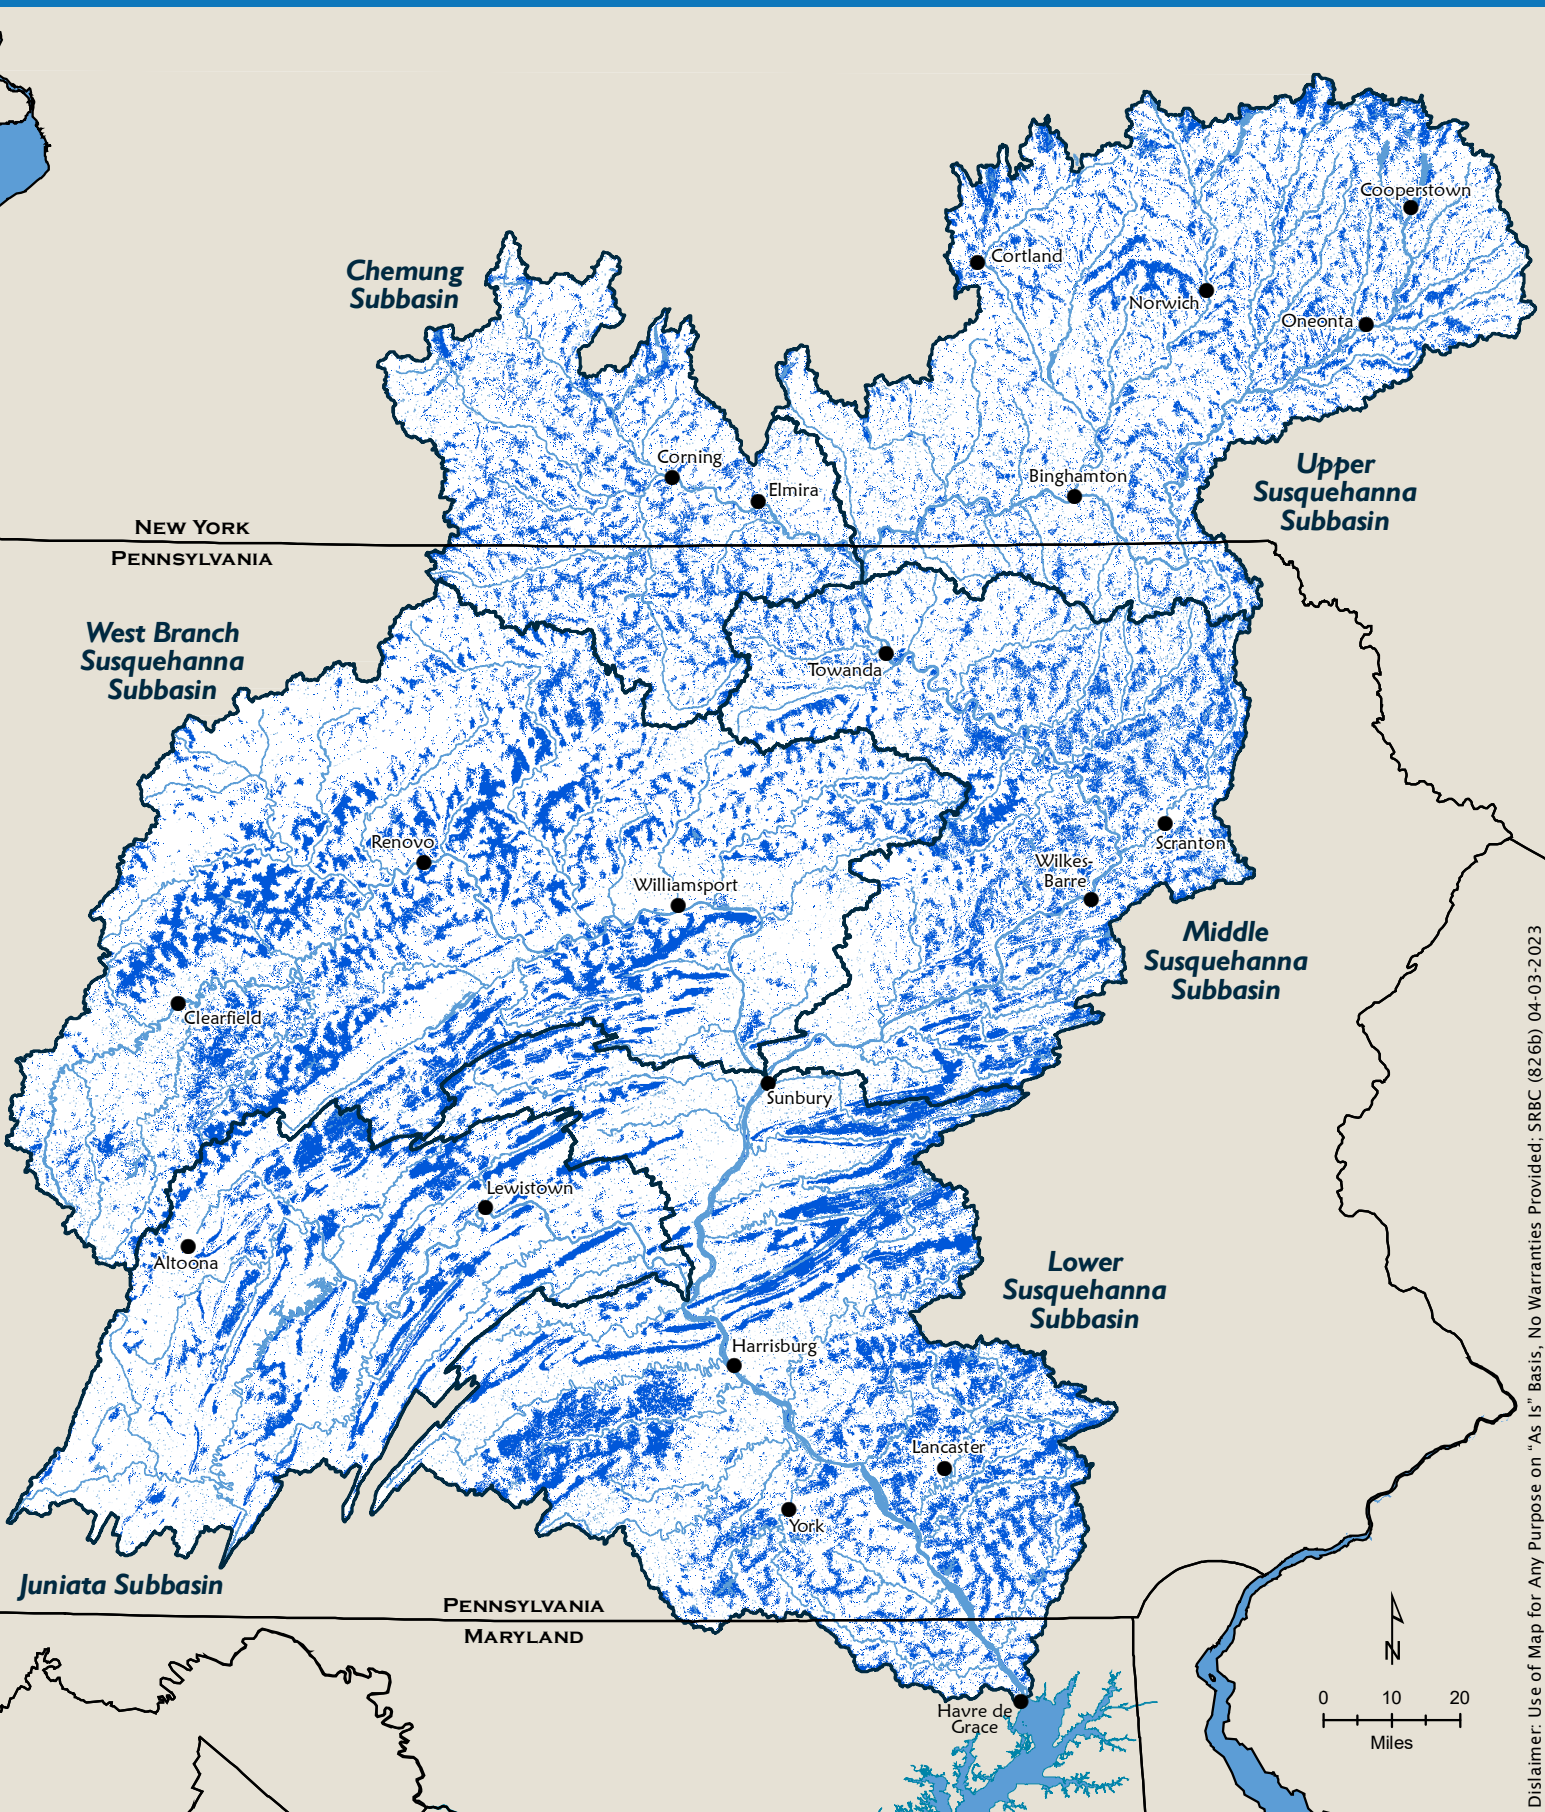 Cooperstown
Cortland
Norwich
Oneonta
Chemung
Subbasin
Corning
Elmira
Binghamton
Upper
Susquehanna
Subbasin
NEW YORK
PENNSYLVANIA
West Branch
Susquehanna
Subbasin
Towanda
Renovo
Scranton
Wilkes-
Barre
Williamsport
Middle
Susquehanna
Subbasin
Clearfield
Sunbury
Lewistown
Altoona
Lower
Susquehanna
Subbasin
Harrisburg
Lancaster
York
Juniata Subbasin
PENNSYLVANIA
MARYLAND
Havre de
Grace
N
0 10 20
Miles
Dislaimer: Use of Map for Any Purpose on "As Is" Basis, No Warranties Provided; SRBC (826b) 04-03-2023